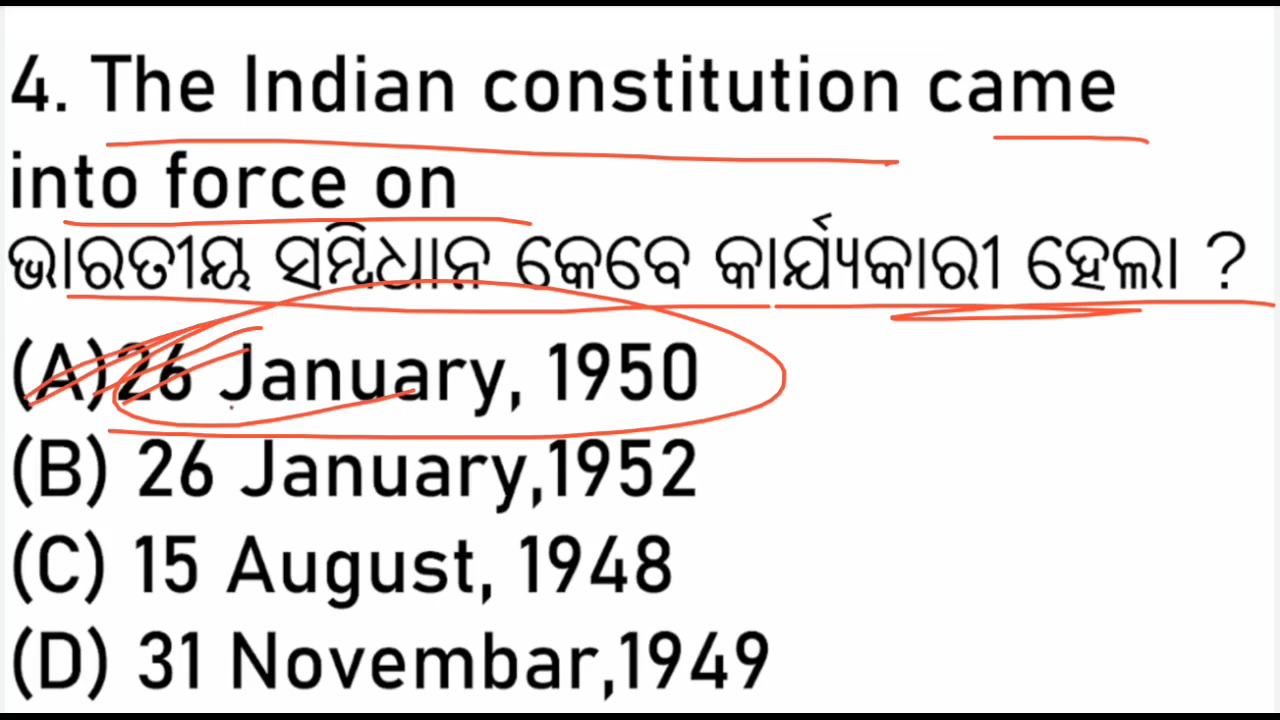 4. The Indian constitution came
into force on
ଭାରତୀୟ ସମ୍ବିଧାନ କେବେ କାର୍ଯ୍ୟକାରୀ ହେଲା ?
(A) 26 January, 1950
(B) 26 January,1952
(C) 15 August, 1948
(D) 31 Novembar,1949